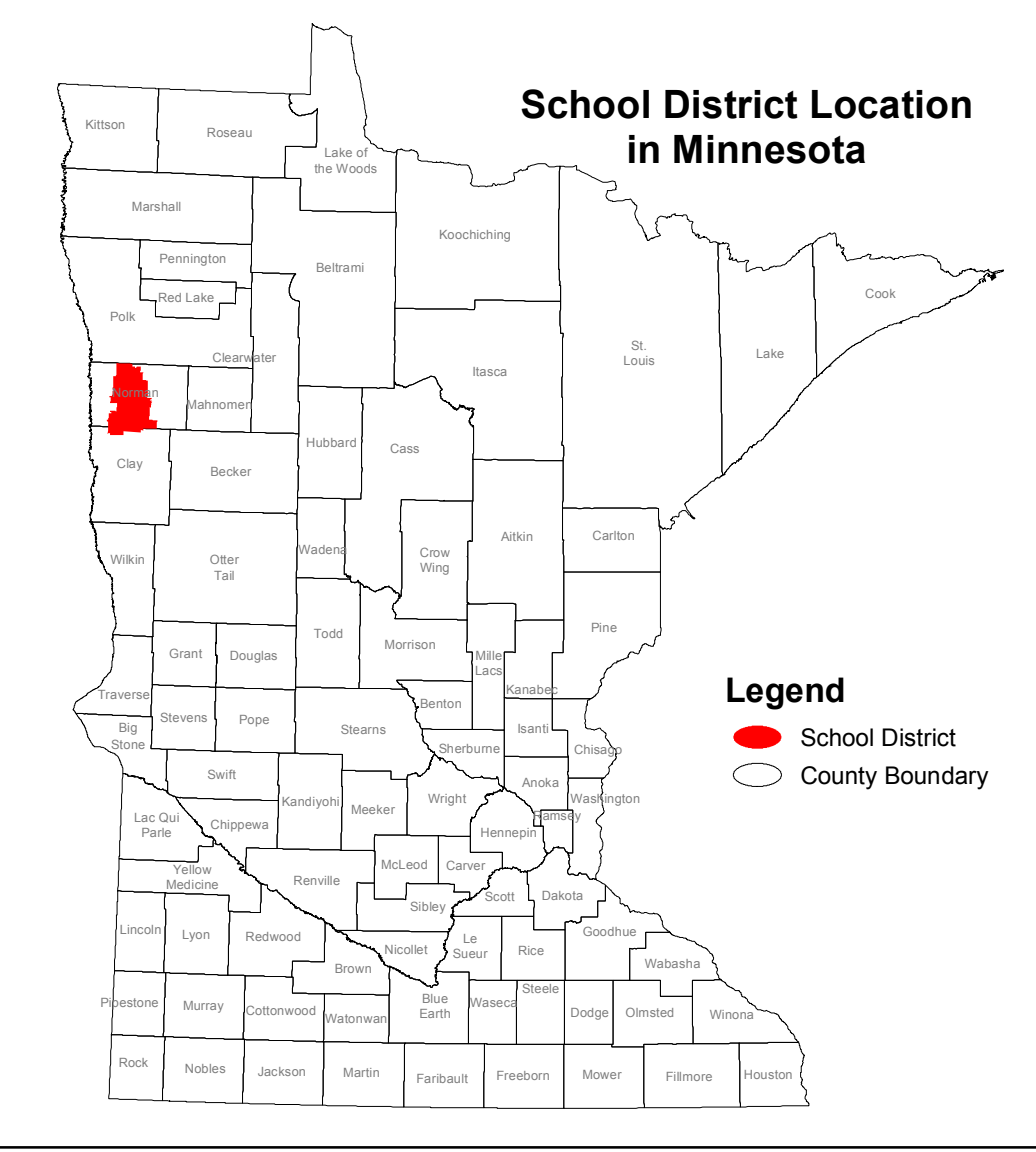 School District Location
in Minnesota
Kittson
Roseau
Lake of
the Woods
Marshall
Koochiching
Pennington
Beltrami
Red Lake
Cook
Polk
St.
Louis
Lake
Clearwater
Itasca
Norman
Mahnomen
Hubbard
Cass
Clay
Becker
Aitkin
Carlton
Wadena
Crow
Wing
Wilkin
Otter
Tail
Pine
Todd
Morrison
Grant
Douglas
Mille
Lacs
Kanabec
Traverse
Benton
Stevens
Pope
Stearns
Isanti
Big
Stone
Sherburne
Chisago
Legend
School District
County Boundary
Swift
Anoka
Kandiyohi
Meeker
Wright
Washington
Lac Qui
Parle
Chippewa
Ramsey
Hennepin
Yellow
Medicine
Renville
McLeod
Carver
Scott
Dakota
Sibley
Lincoln
Lyon
Redwood
Nicollet
Le
Sueur
Rice
Goodhue
Brown
Wabasha
Pipestone
Murray
Cottonwood
Watonwan
Blue
Earth
Waseca
Steele
Dodge
Olmsted
Winona
Rock
Nobles
Jackson
Martin
Faribault
Freeborn
Mower
Fillmore
Houston